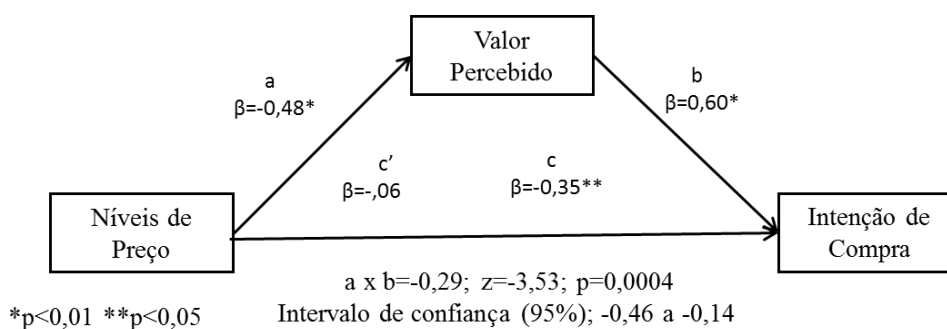 Valor
Percebido
a
β=-0,48*
b
β=0,60*
c’
β=-,06
c
β=-0,35**
Níveis de
Preço
Intenção de
Compra
a x b=-0,29; z=-3,53; p=0,0004
*p<0,01 **p<0,05
Intervalo de confiança (95%); -0,46 a -0,14